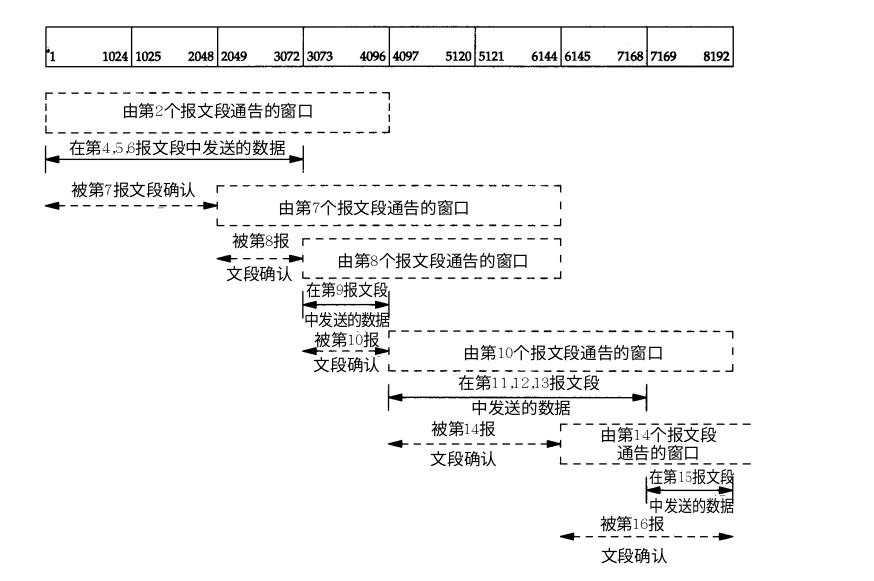 1 1024 1025 2048 2049 3072 3073 4096 4097 5120 5121 6144 6145 7168 7169 8192
由第2个报文段通告的窗口
在第4,5,6报文段中发送的数据
被第7报文段确认
由第7个报文段通告的窗口
被第8报
文段确认
由第8个报文段通告的窗口
在第9报文段
中发送的数据
被第10报
文段确认
由第10个报文段通告的窗口
在第11,12,13报文段
中发送的数据
被第14报
文段确认
由第14个报文段
通告的窗口
在第15报文段
中发送的数据
被第16报
文段确认